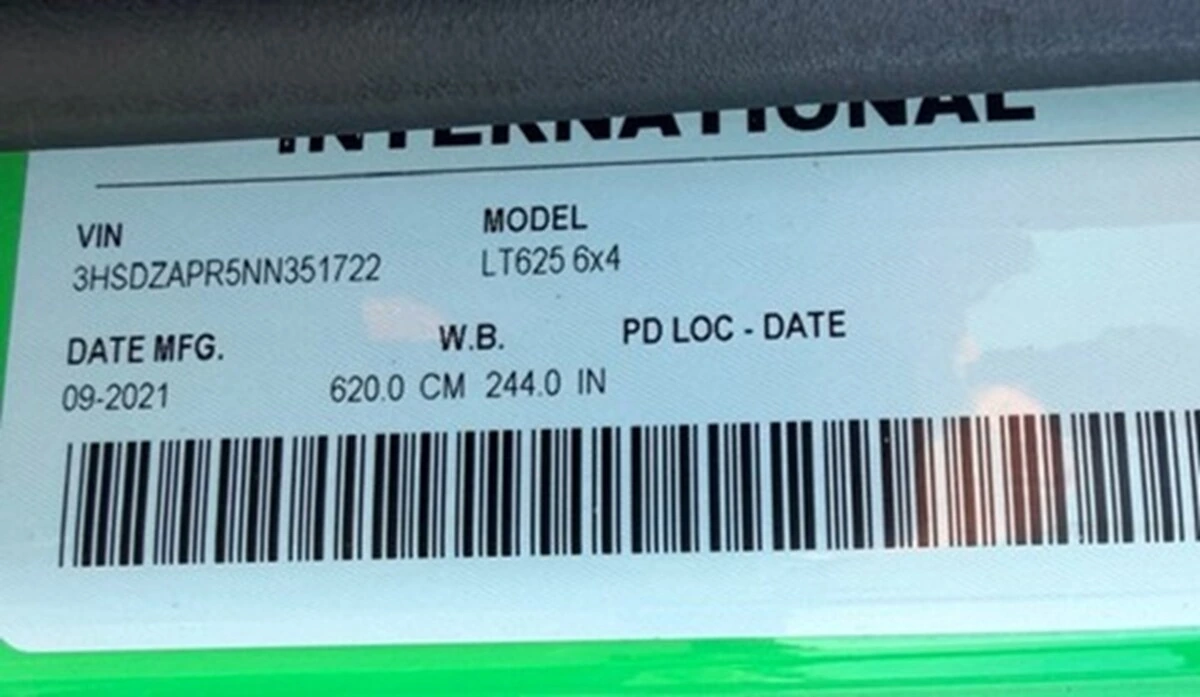 INTERNATIONAL
VIN MODEL
3HSDZAPR5NN351722 LT625 6x4
DATE MFG. W.B. PD LOC - DATE
09-2021 620.0 CM 244.0 IN